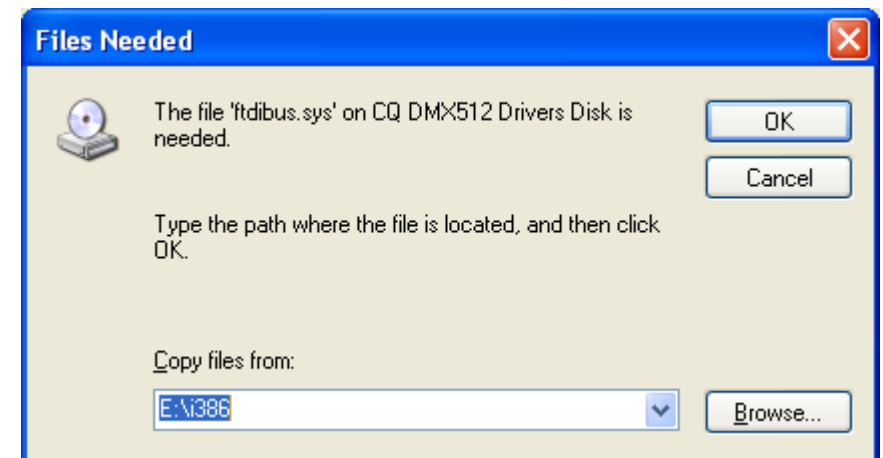 Files Needed
The file 'ftdibus.sys' on CQ DMX512 Drivers Disk is
needed.
OK
Cancel
Type the path where the file is located, and then click
OK.
Copy files from:
E:\i386
Browse...